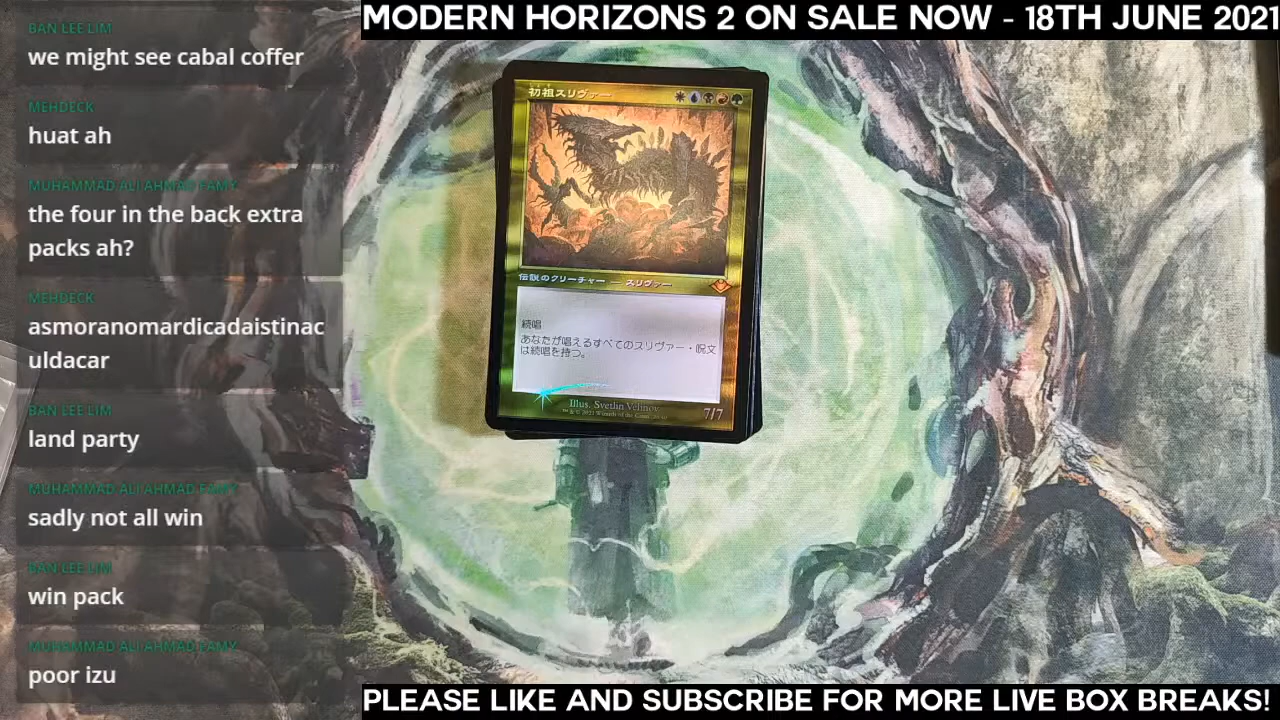 MODERN HORIZONS 2 ON SALE NOW - 18TH JUNE 2021
BAN LEE LIM
we might see cabal coffer
MEHDECK
huat ah
MUHAMMAD ALI AHMAD FAMY
the four in the back extra
packs ah?
MEHDECK
asmoranomardicadaistinac
uldacar
BAN LEE LIM
land party
MUHAMMAD ALI AHMAD FAMY
sadly not all win
BAN LEE LIM
win pack
MUHAMMAD ALI AHMAD FAMY
poor izu
初祖スリヴァー
伝説のクリーチャー — スリヴァー
続唱
あなたが唱えるすべてのスリヴァー・呪文
は続唱を持つ。
Illus. Svetlin Velinov
7/7
PLEASE LIKE AND SUBSCRIBE FOR MORE LIVE BOX BREAKS!